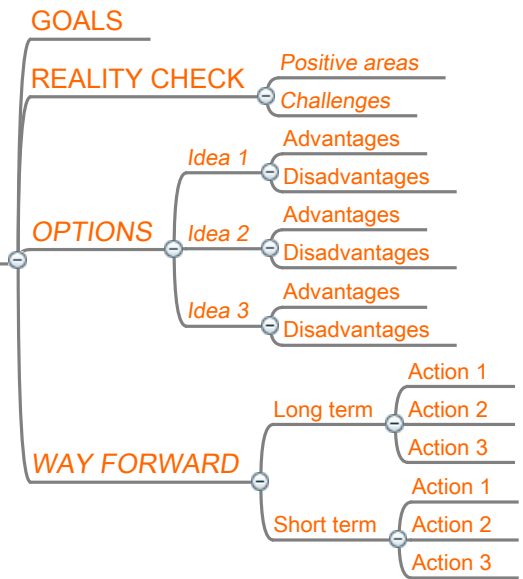 GOALS
REALITY CHECK
Positive areas
Challenges
OPTIONS
Idea 1
Advantages
Disadvantages
Idea 2
Advantages
Disadvantages
Idea 3
Advantages
Disadvantages
WAY FORWARD
Long term
Action 1
Action 2
Action 3
Short term
Action 1
Action 2
Action 3